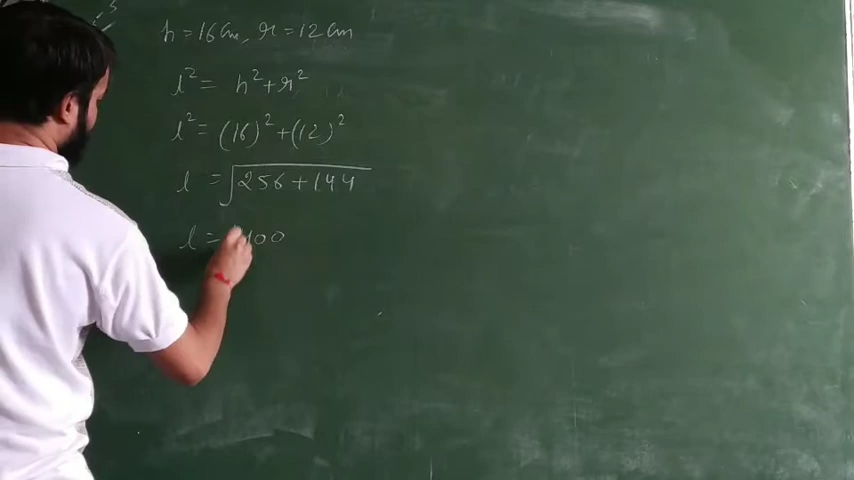 h = 16 cm, r = 12 cm
l² = h² + r²
l² = (16)² + (12)²
l = √256 + 144
l = 400